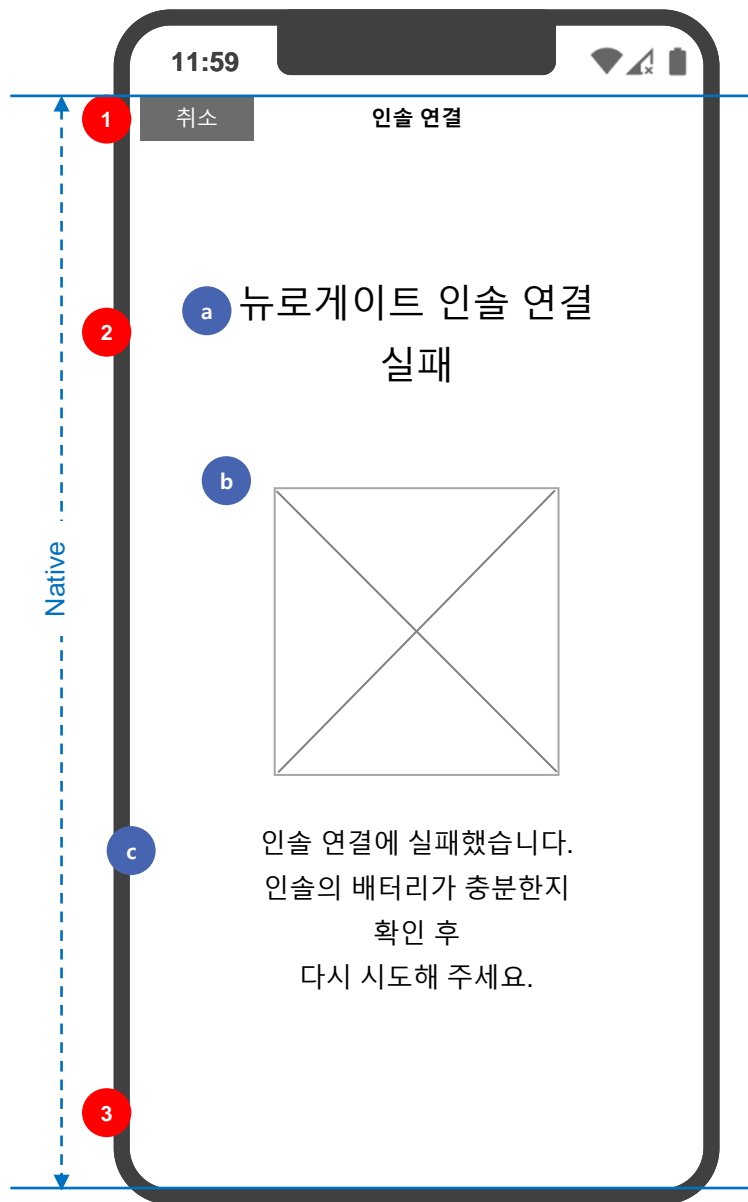 11:59
1
취소
인솔 연결
a
뉴로게이트 인솔 연결
2
실패
b
Native
c
인솔 연결에 실패했습니다.
인솔의 배터리가 충분한지
확인 후
다시 시도해 주세요.
3